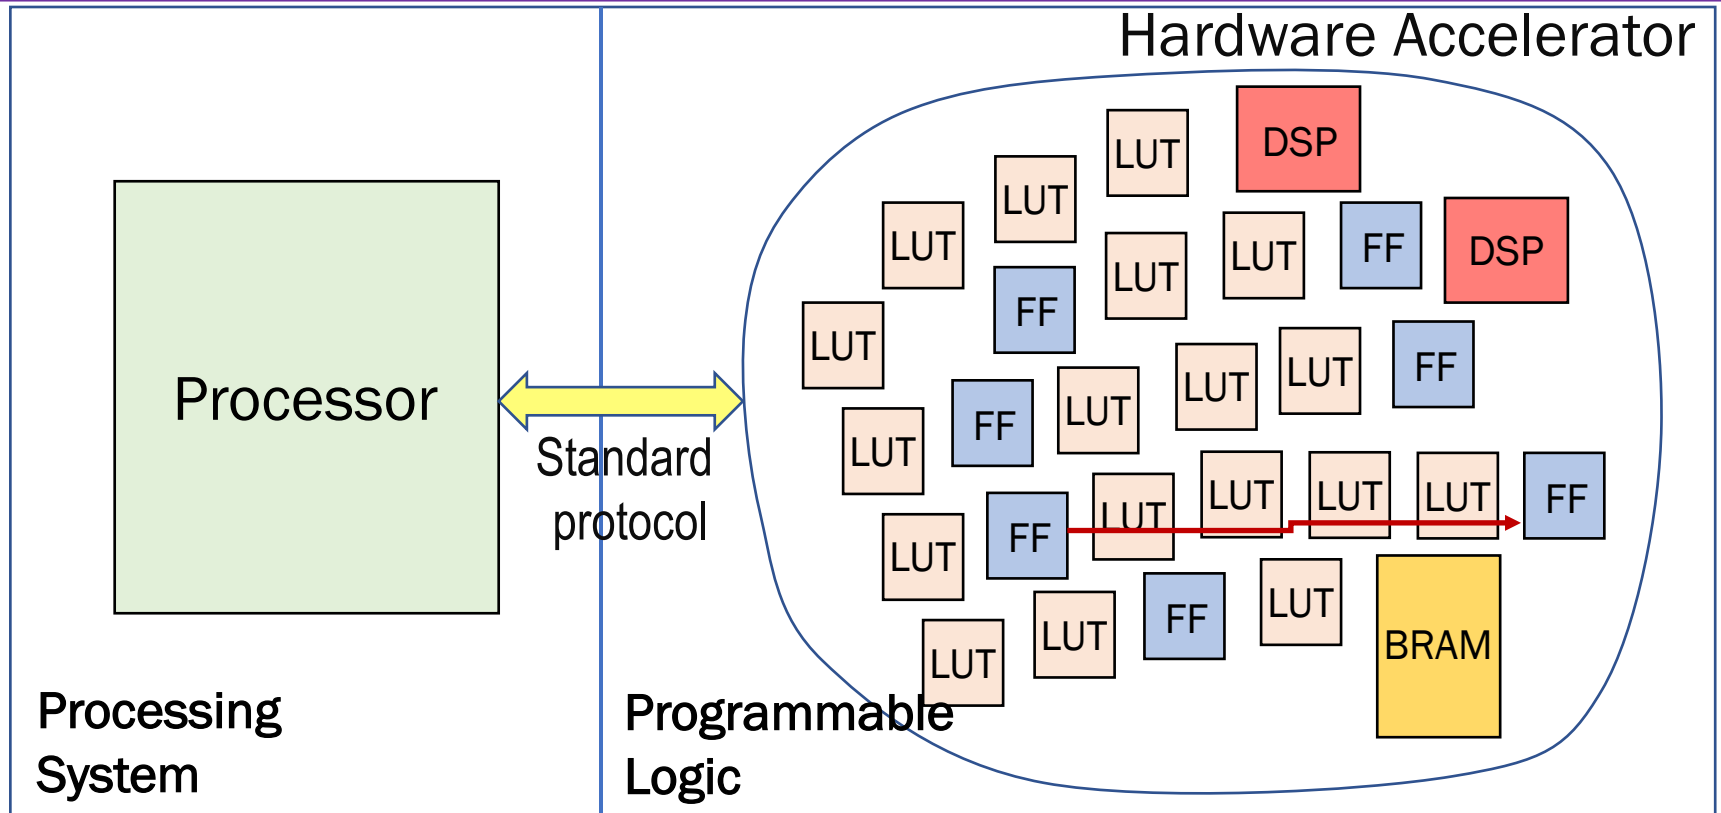 Hardware Accelerator
DSP
LUT
LUT
LUT
LUT
FF
DSP
LUT
FF
LUT
LUT
LUT
FF
LUT
LUT
FF
Processor
LUT
FF
LUT
LUT
LUT
LUT
FF
Standard
protocol
LUT
FF
LUT
LUT
BRAM
LUT
Processing
System
Programmable
Logic